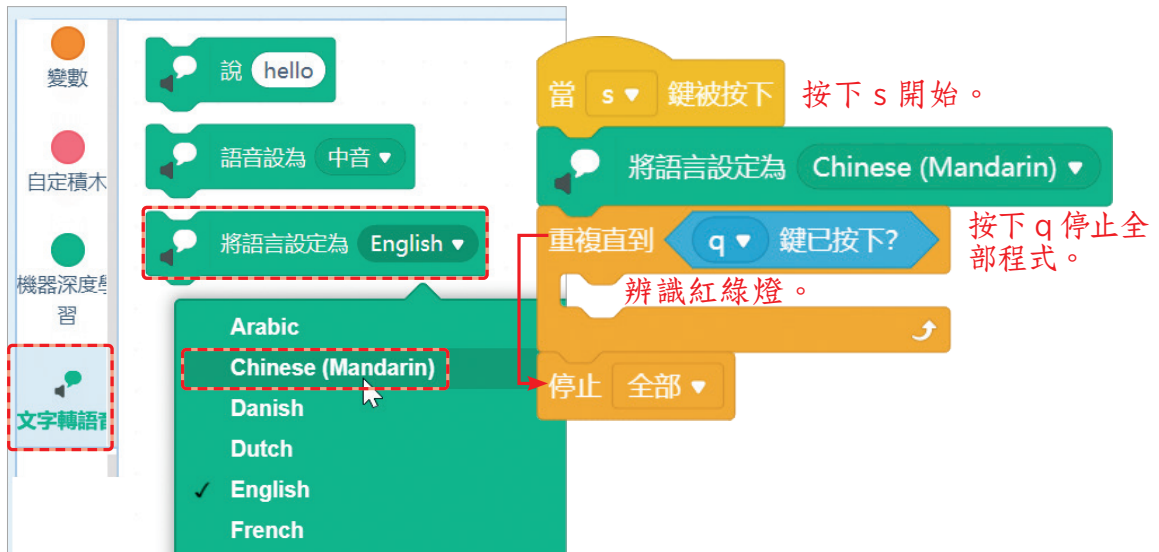 變數
自定積木
機器深度學
習
文字轉語音
說 hello
語音設為 中音
將語言設定為 English
Arabic
Chinese (Mandarin)
Danish
Dutch
✓ English
French
當 s 鍵被按下
按下 s 開始。
將語言設定為 Chinese (Mandarin)
重複直到 q 鍵已按下?
按下 q 停止全
部程式。
辨識紅綠燈。
停止 全部